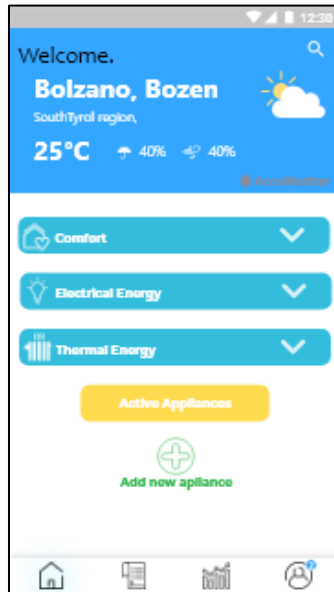 12:30
Welcome.
Bolzano, Bozen
SouthTyrol region,
25°C 40% 40%
AccuWeather
Comfort
Electrical Energy
Thermal Energy
Active Appliances
Add new apliance